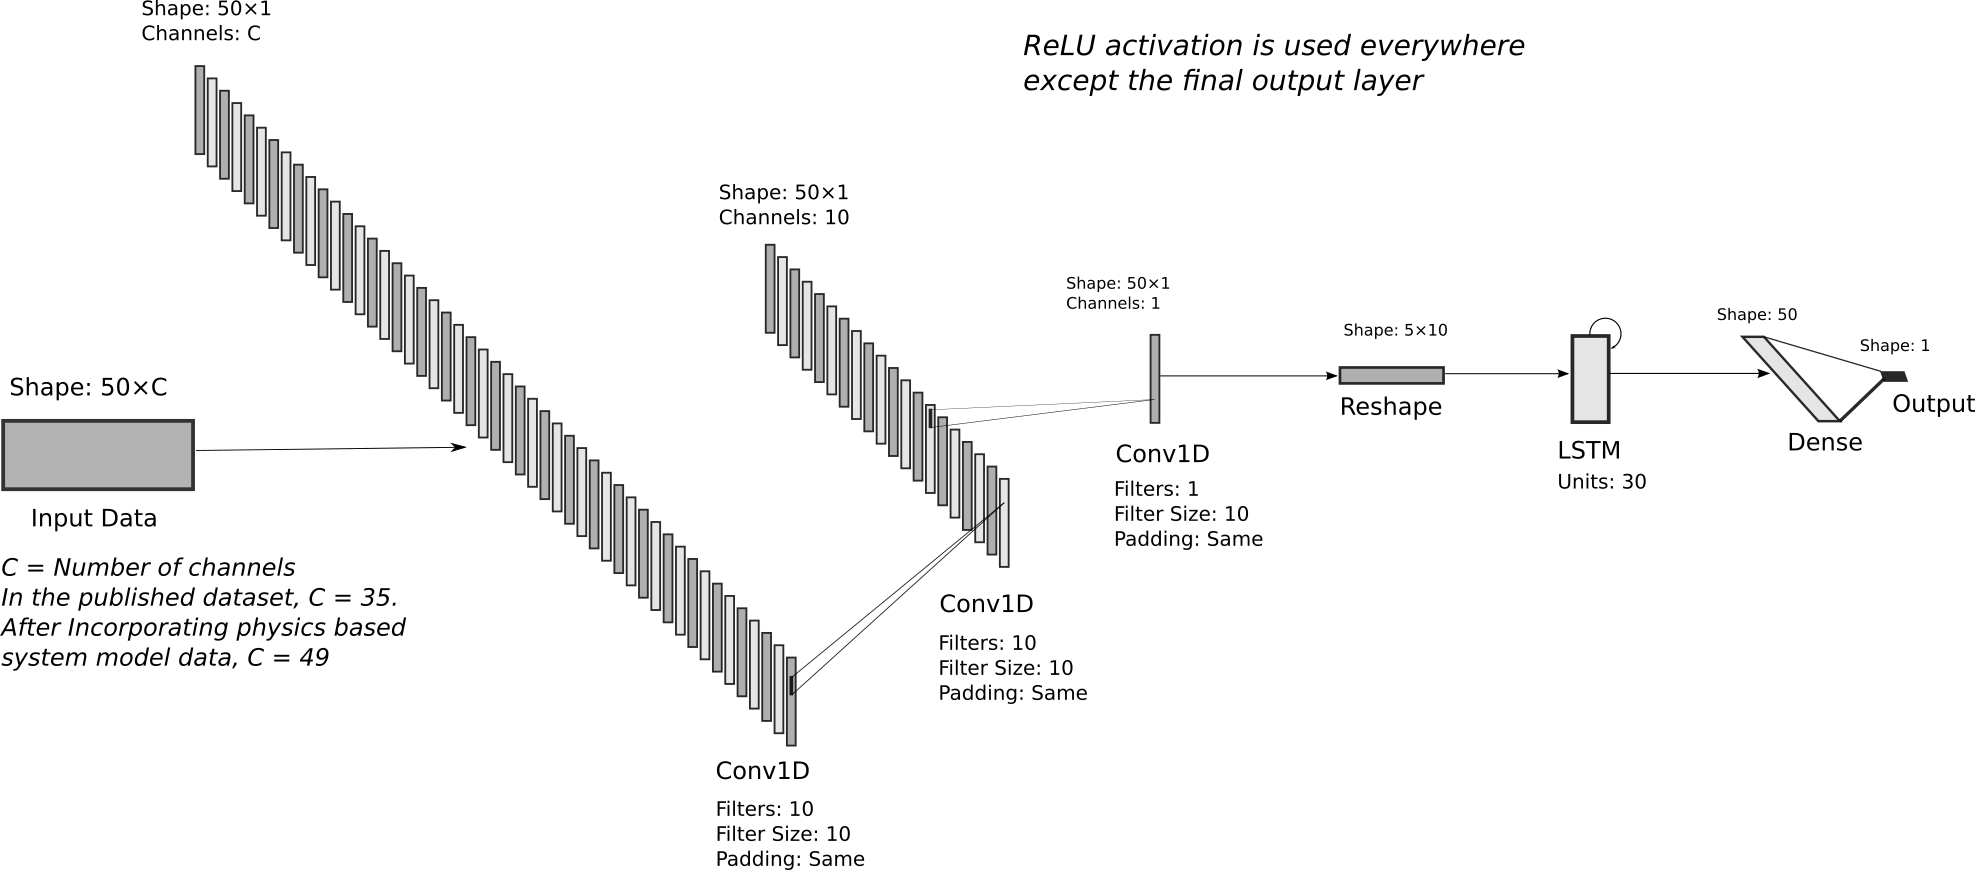 Shape: 50×1
Channels: C
ReLU activation is used everywhere
except the final output layer
Shape: 50×1
Channels: 10
Shape: 50×1
Channels: 1
Shape: 5×10
Reshape
Shape: 50
Shape: 1
Output
Dense
LSTM
Units: 30
Shape: 50×C
Input Data
C = Number of channels
In the published dataset, C = 35.
After Incorporating physics based
system model data, C = 49
Conv1D
Filters: 1
Filter Size: 10
Padding: Same
Conv1D
Filters: 10
Filter Size: 10
Padding: Same
Conv1D
Filters: 10
Filter Size: 10
Padding: Same